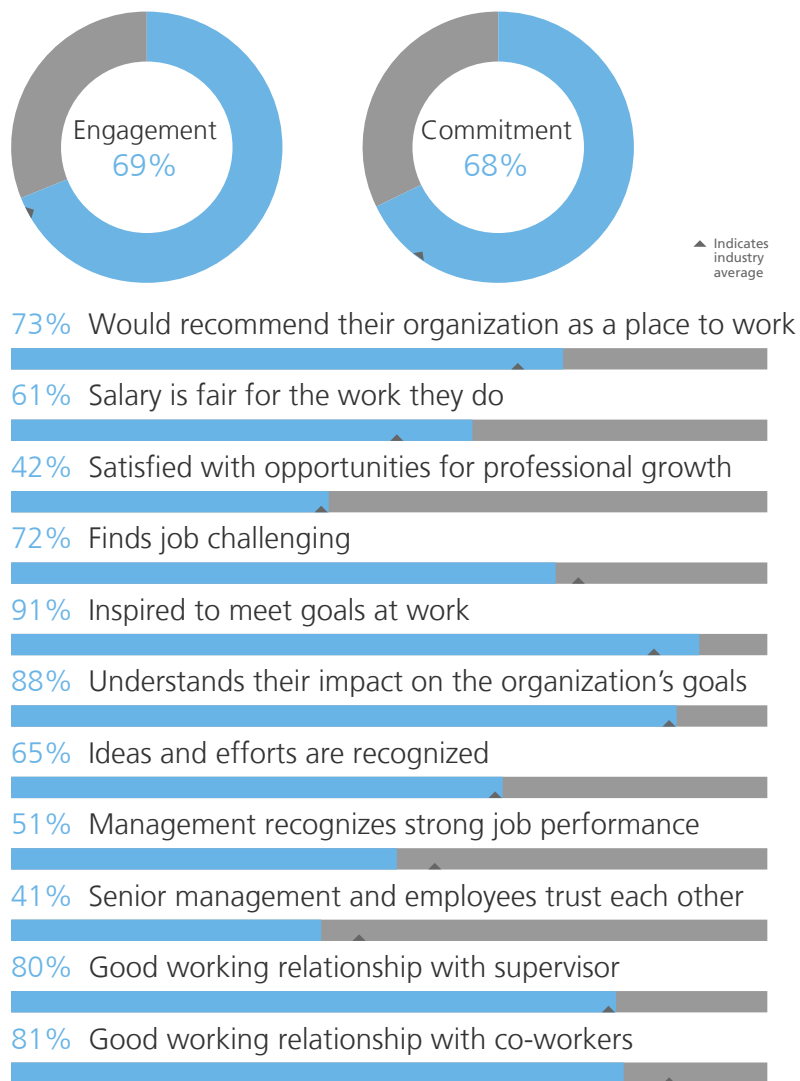 Engagement
69%
Commitment
68%
Indicates
industry
average
73% Would recommend their organization as a place to work
61% Salary is fair for the work they do
42% Satisfied with opportunities for professional growth
72% Finds job challenging
91% Inspired to meet goals at work
88% Understands their impact on the organization’s goals
65% Ideas and efforts are recognized
51% Management recognizes strong job performance
41% Senior management and employees trust each other
80% Good working relationship with supervisor
81% Good working relationship with co-workers